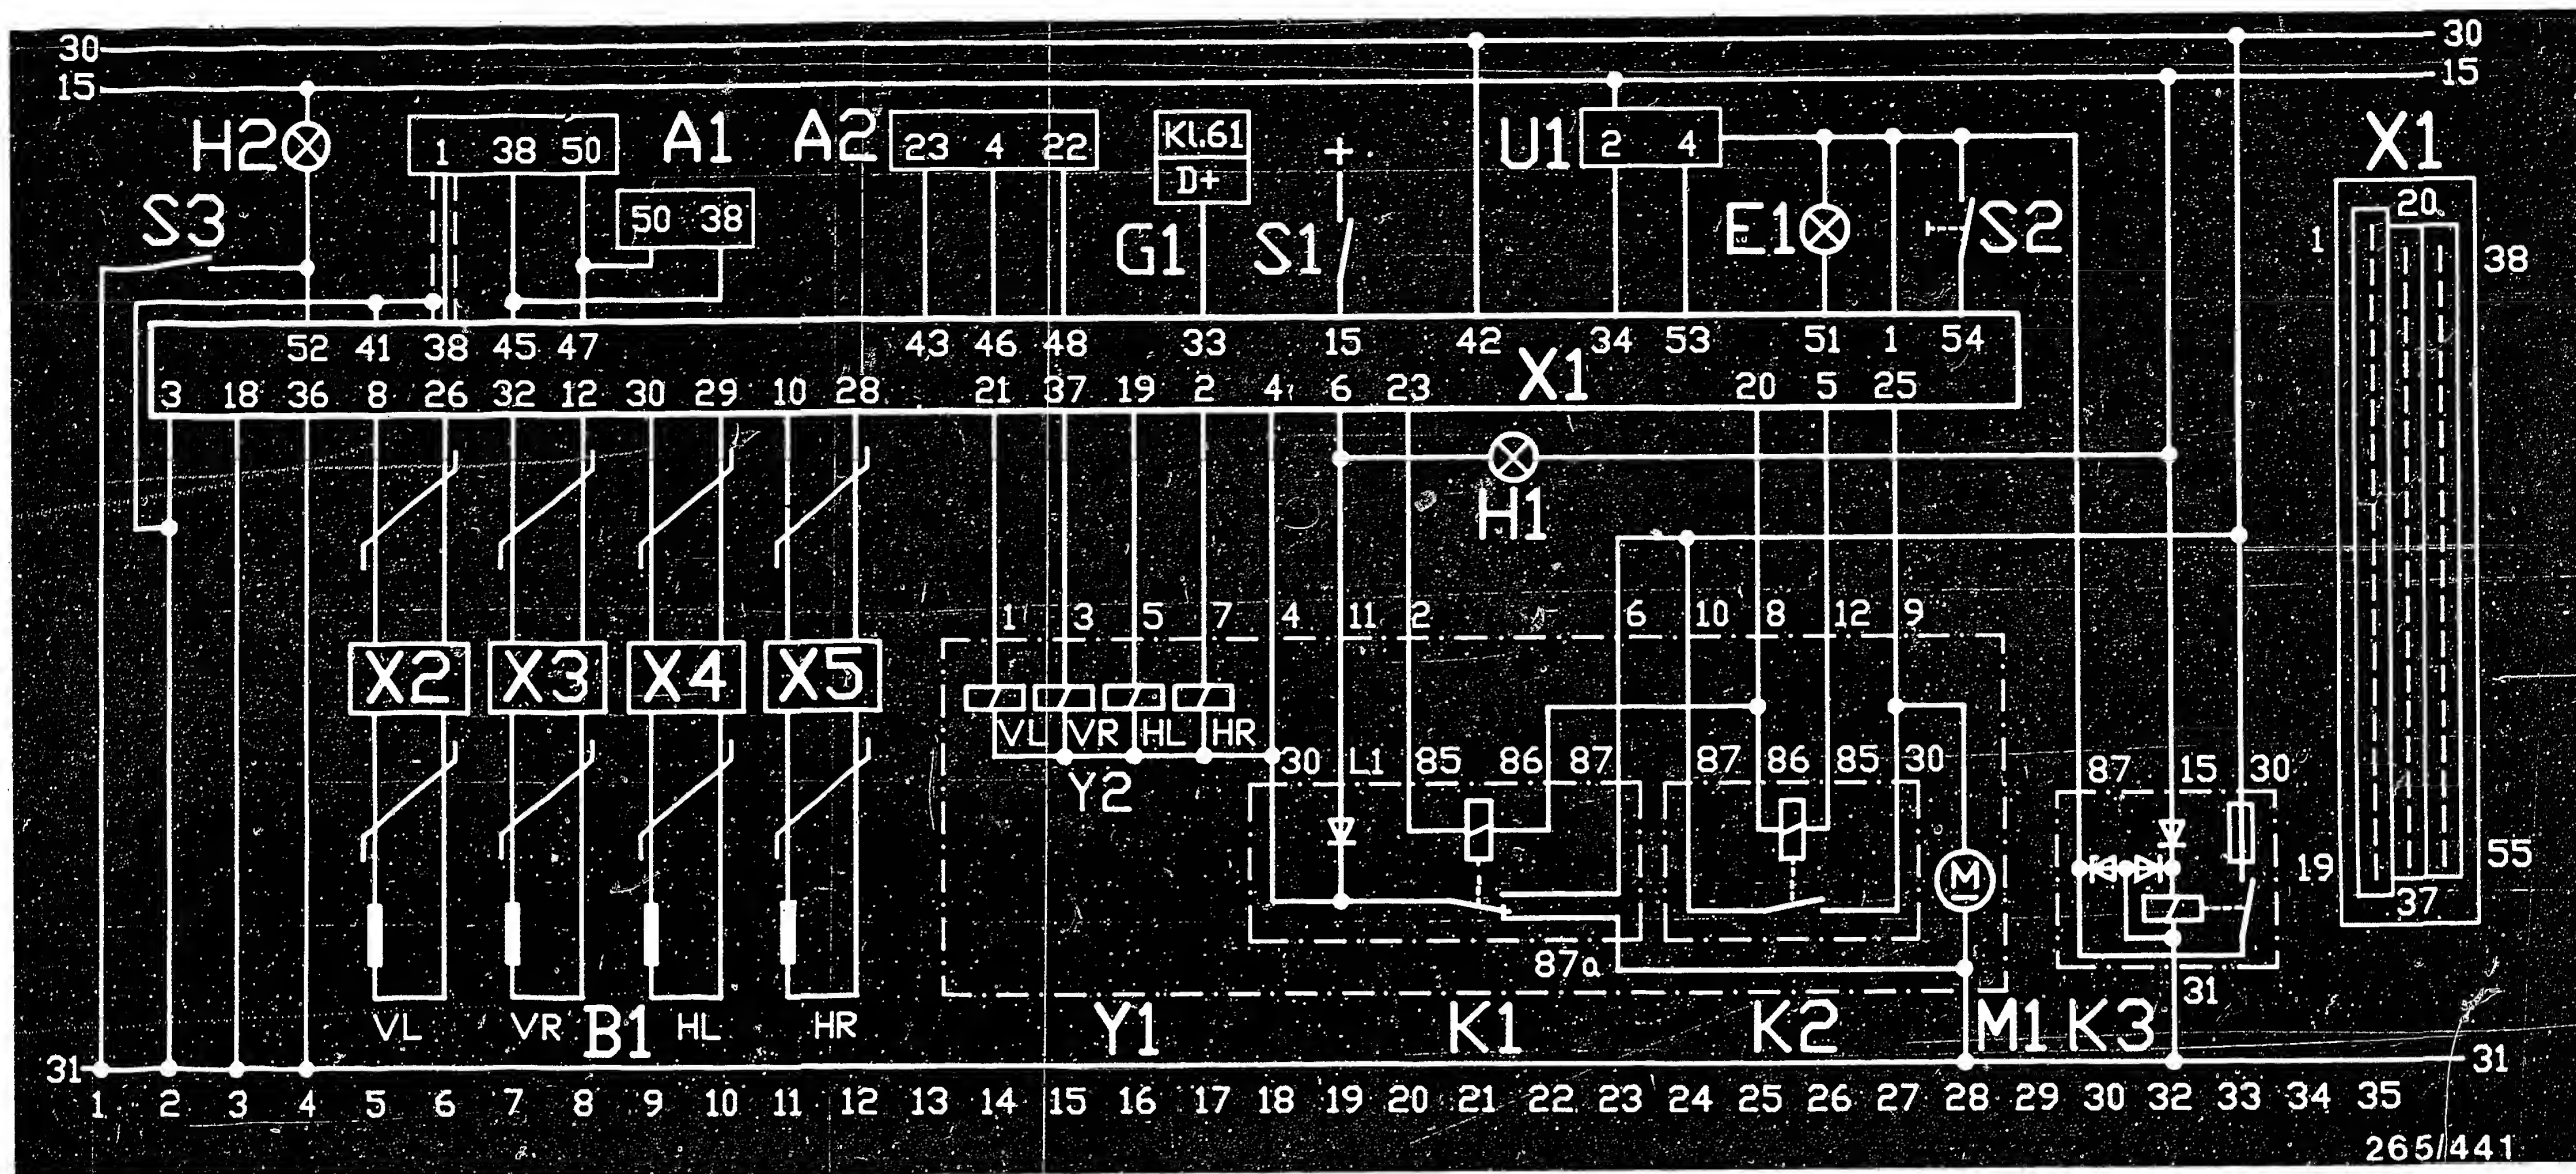 30 30
15 15
H2 1 38 50 A1 A2 23 4 22 Kl.61 + U1 2 4 X1
D+
S3 50 38 G1 S1 E1 S2 1 20 38
52 41 38 45 47 43 46 48 33 15 42 34 53 51 1 54
X1
3 18 36 8 26 32 12 30 29 10 28 21 37 19 2 4 6 23 20 5 25
H1
1 3 5 7 4 11 2 6 10 8 12 9
X2 X3 X4 X5
VL VR HL HR
30 L1 85 86 87 87 86 85 30 87 15 30
Y2
M 19 55
37
87a
31
VL VR B1 HL HR Y1 K1 K2 M1 K3
31 31
1 2 3 4 5 6 7 8 9 10 11 12 13 14 15 16 17 18 19 20 21 22 23 24 25 26 27 28 29 30 32 33 34 35
265/441